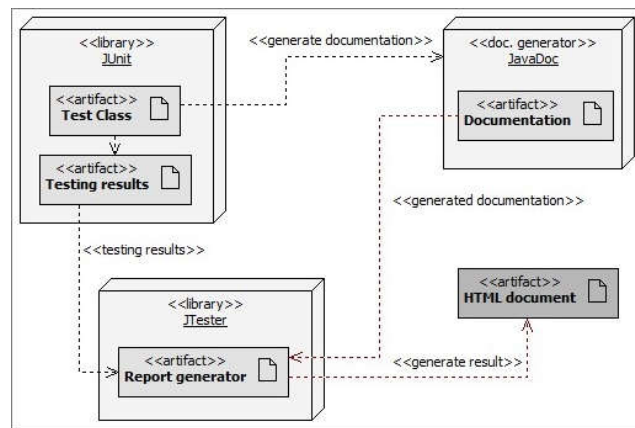 <<library>>
JUnit
<<artifact>>
Test Class
<<artifact>>
Testing results
<<generate documentation>>
<<doc. generator>>
JavaDoc
<<artifact>>
Documentation
<<generated documentation>>
<<testing results>>
<<library>>
JTester
<<artifact>>
Report generator
<<artifact>>
HTML document
<<generate result>>